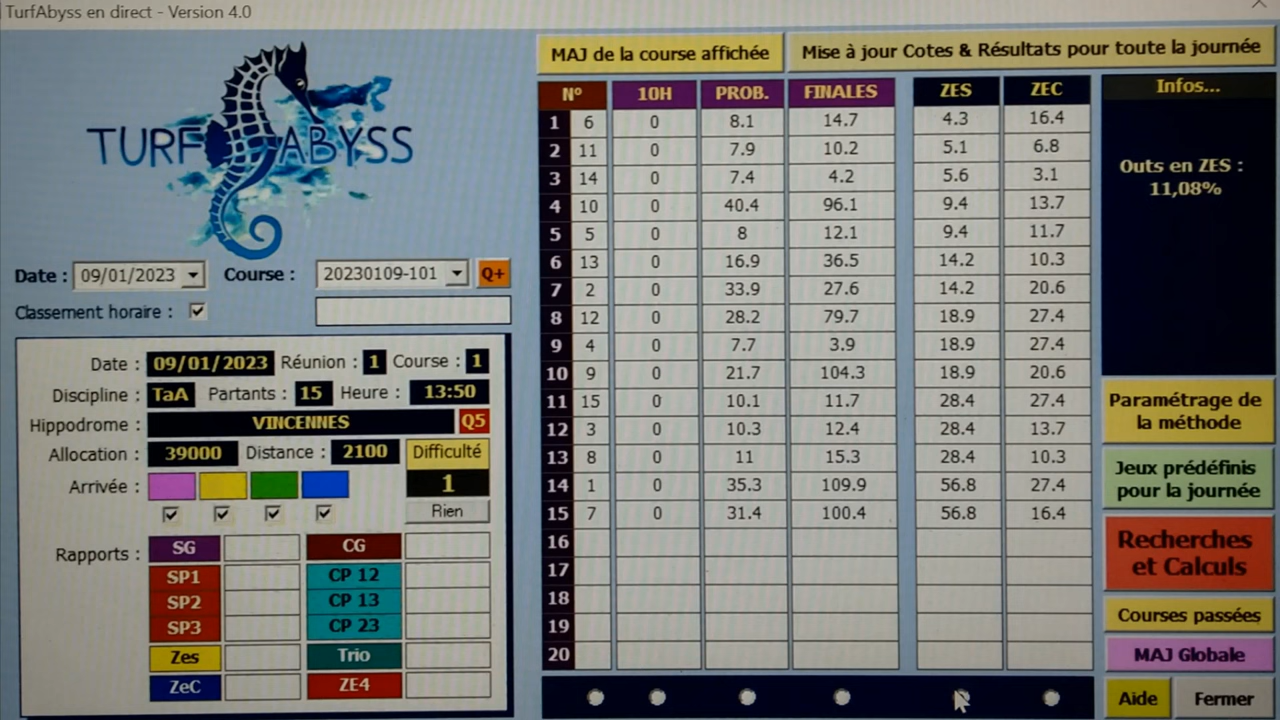 TurfAbyss en direct - Version 4.0
TURF ABYSS
Date : 09/01/2023 Course : 20230109-101 Q+
Classement horaire :
Date : 09/01/2023 Réunion : 1 Course : 1
Discipline : TaA Partants : 15 Heure : 13:50
Hippodrome : VINCENNES Q5
Allocation : 39000 Distance : 2100 Difficulté
Arrivée : 1
Rien
Rapports : SG CG
SP1 CP 12
SP2 CP 13
SP3 CP 23
Zes Trio
ZeC ZE4
MAJ de la course affichée Mise à jour Cotes & Résultats pour toute la journée
N° 10H PROB. FINALES ZES ZEC
1 6 0 8.1 14.7 4.3 16.4
2 11 0 7.9 10.2 5.1 6.8
3 14 0 7.4 4.2 5.6 3.1
4 10 0 40.4 96.1 9.4 13.7
5 5 0 8 12.1 9.4 11.7
6 13 0 16.9 36.5 14.2 10.3
7 2 0 33.9 27.6 14.2 20.6
8 12 0 28.2 79.7 18.9 27.4
9 4 0 7.7 3.9 18.9 27.4
10 9 0 21.7 104.3 18.9 20.6
11 15 0 10.1 11.7 28.4 27.4
12 3 0 10.3 12.4 28.4 13.7
13 8 0 11 15.3 28.4 10.3
14 1 0 35.3 109.9 56.8 27.4
15 7 0 31.4 100.4 56.8 16.4
16
17
18
19
20
Infos...
Outs en ZES :
11,08%
Paramétrage de
la méthode
Jeux prédéfinis
pour la journée
Recherches
et Calculs
Courses passées
MAJ Globale
Aide Fermer